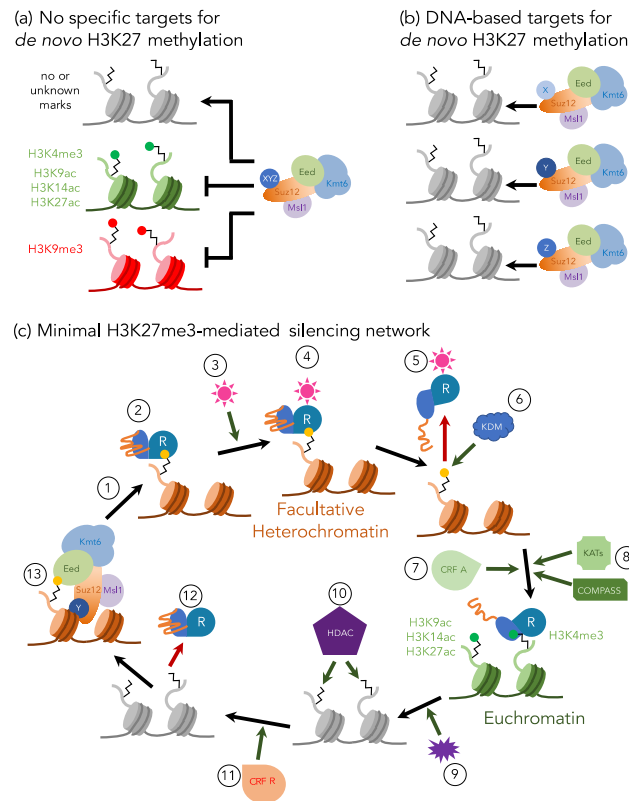 (a) No specific targets for
de novo H3K27 methylation
no or
unknown
marks
H3K4me3
H3K9ac
H3K14ac
H3K27ac
H3K9me3
XYZ
Eed
Suz12
Kmt6
Msl1
(b) DNA-based targets for
de novo H3K27 methylation
X
Eed
Suz12
Kmt6
Msl1
Y
Eed
Suz12
Kmt6
Msl1
Z
Eed
Suz12
Kmt6
Msl1
(c) Minimal H3K27me3-mediated silencing network
1
2
R
3
4
R
5
R
6
KDM
Facultative
Heterochromatin
7
CRF A
KATs
8
COMPASS
H3K9ac
H3K14ac
H3K27ac
R
H3K4me3
Euchromatin
9
10
HDAC
11
CRF R
12
R
13
Kmt6
Eed
Suz12
Msl1
Y